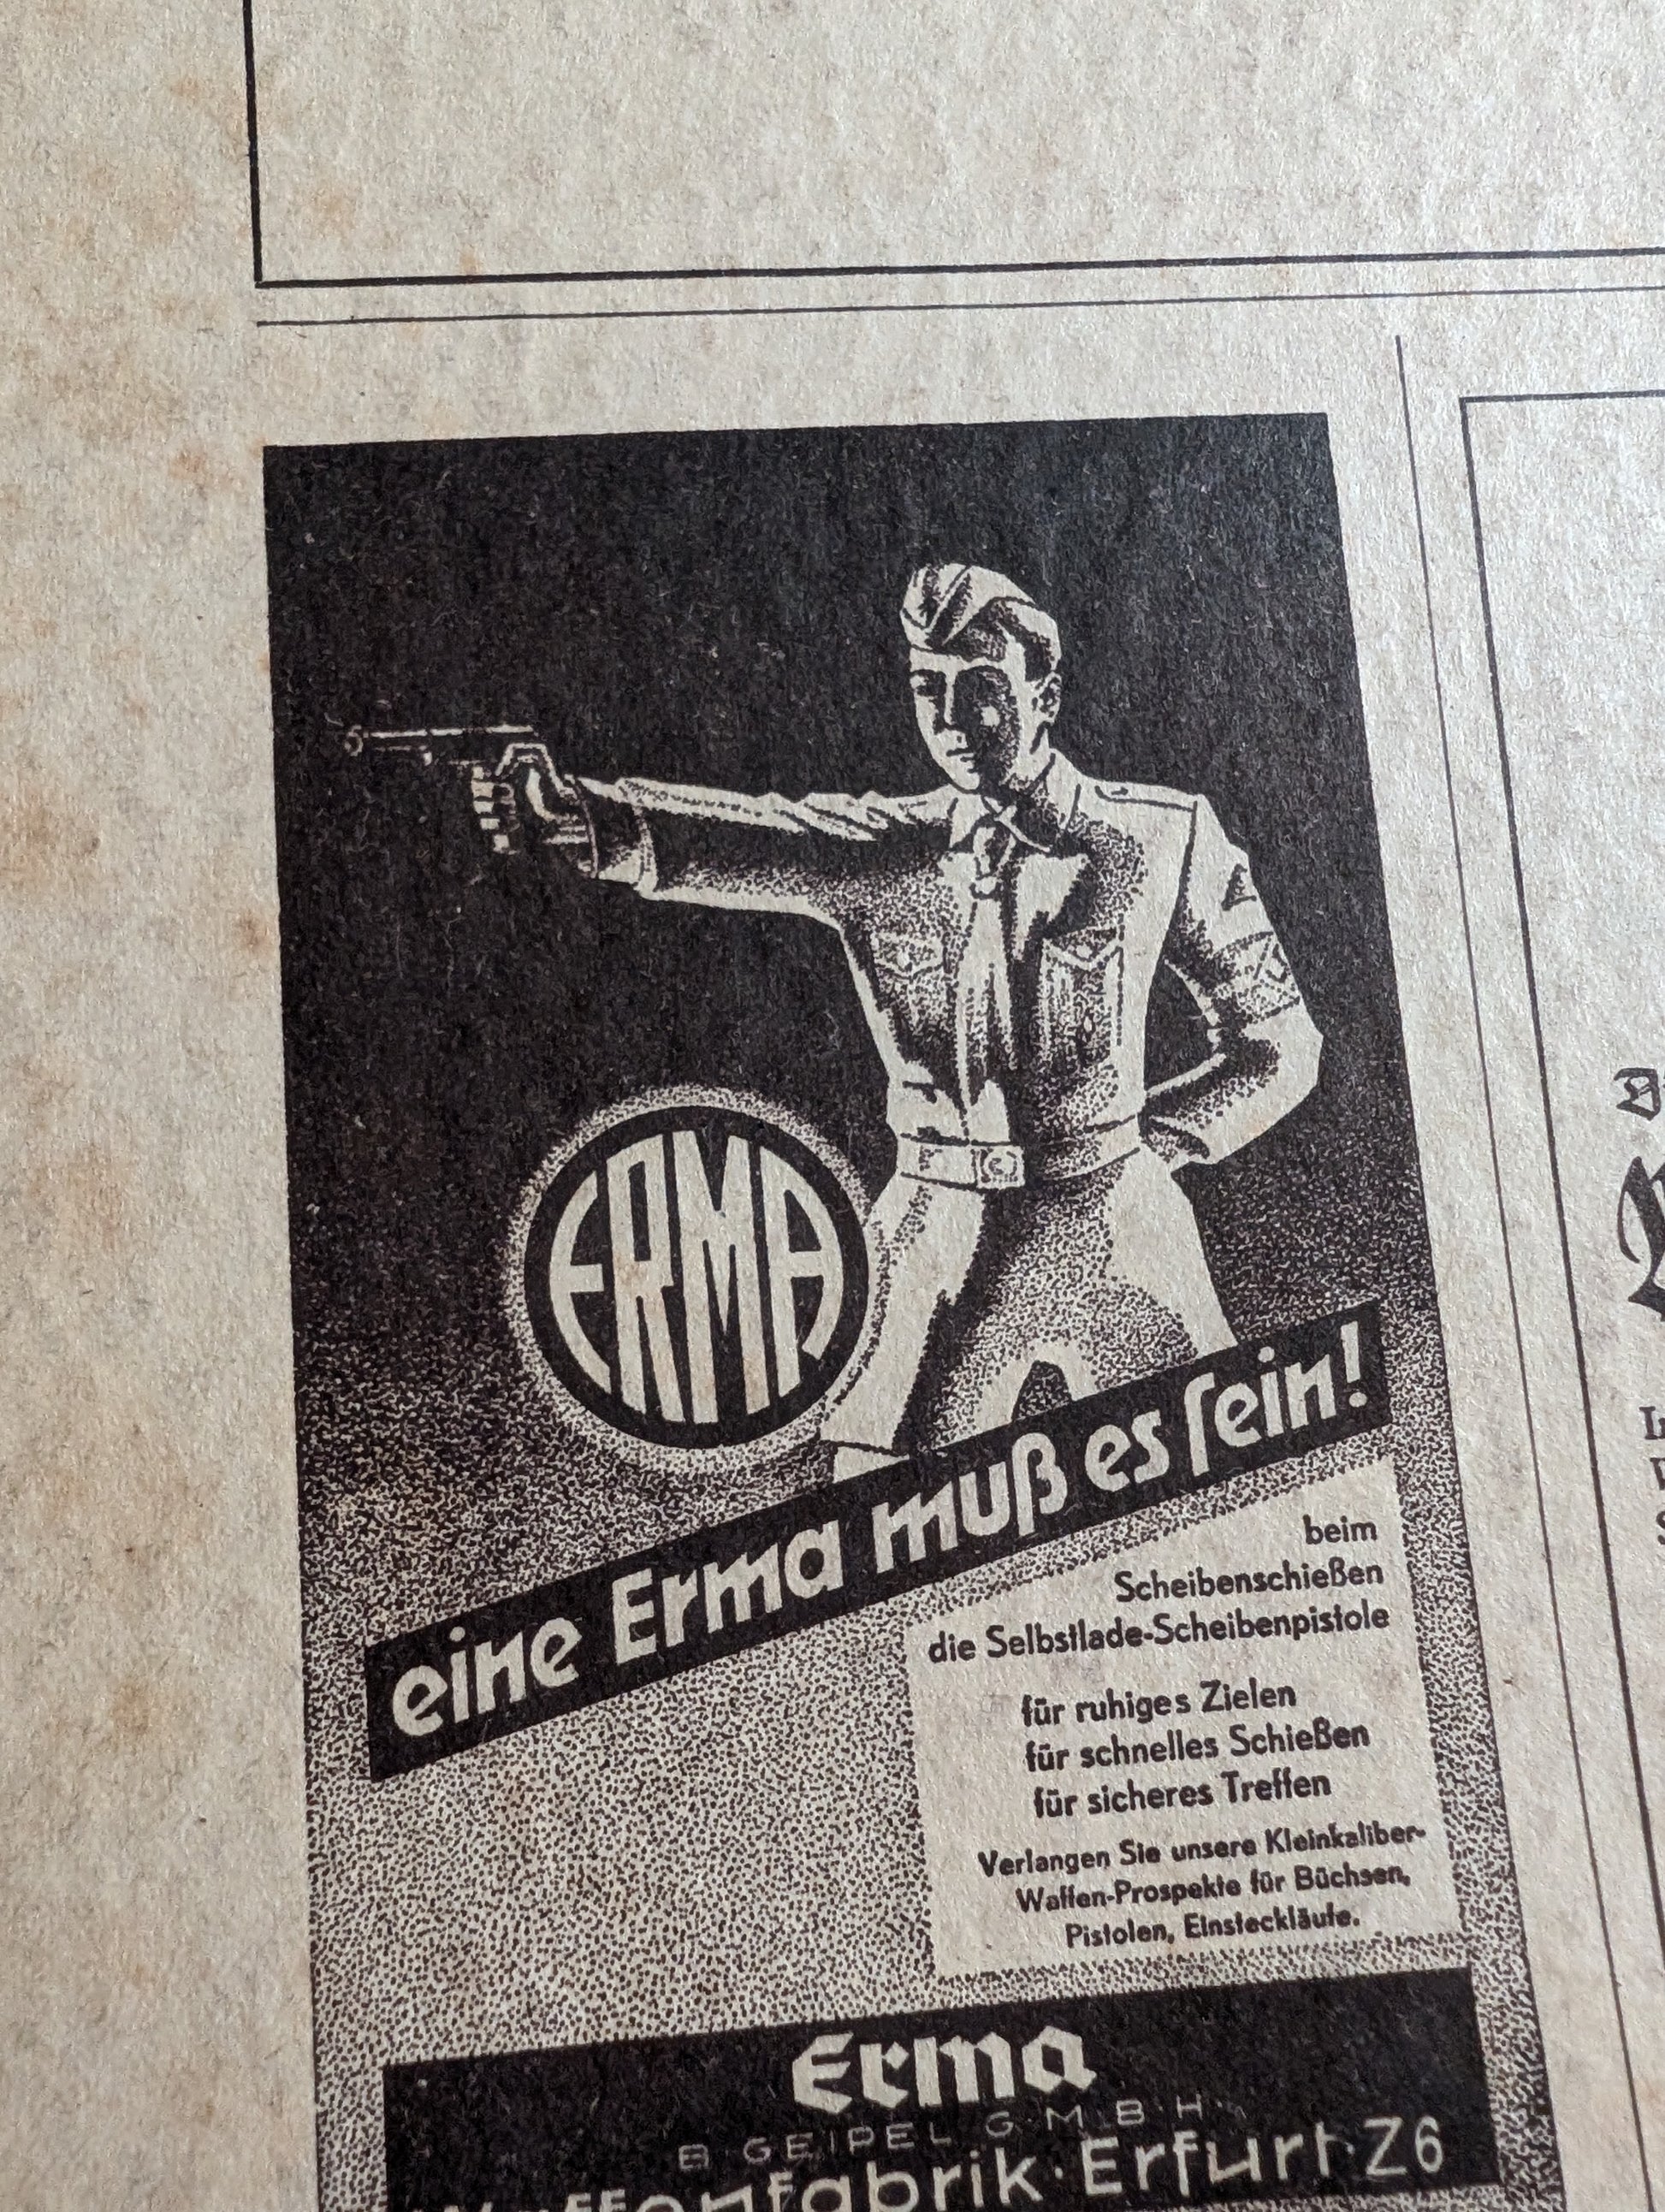 ERMA
eine Erma muß es ſein!
beim
Scheibenschießen
die Selbstlade-Scheibenpistole
für ruhiges Zielen
für schnelles Schießen
für sicheres Treffen
Verlangen Sie unsere Kleinkaliber-
Waffen-Prospekte für Büchsen,
Pistolen, Einsteckläufe.
Erma
B·GEIPEL G·M·B·H·
Waffenfabrik·Erfurt·Z6